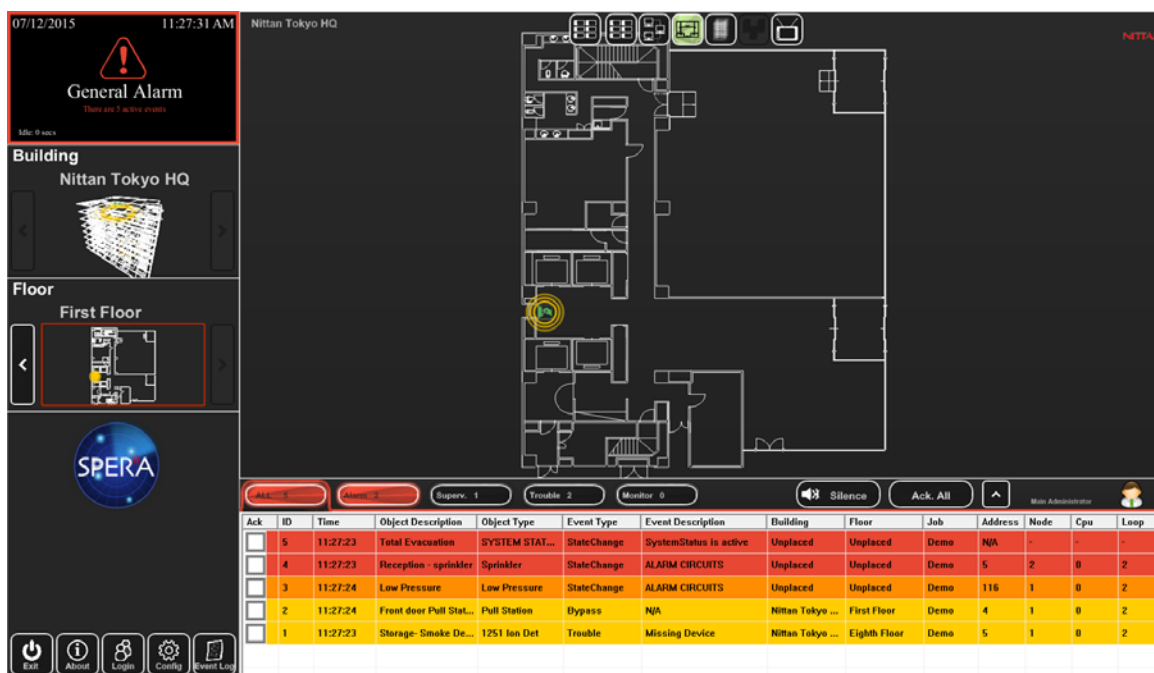 07/12/2015 11:27:31 AM
General Alarm
There are 5 active events
Idle: 0 secs
Building
Nittan Tokyo HQ
Floor
First Floor
SPERA
Exit About Login Config Event Log
Nittan Tokyo HQ
NITTA
ALL 5 Alarm 2 Superv. 1 Trouble 2 Monitor 0 Silence Ack. All Main Administrator
Ack ID Time Object Description Object Type Event Type Event Description Building Floor Job Address Node Cpu Loop
5 11:27:23 Total Evacuation SYSTEM STAT... StateChange SystemStatus is active Unplaced Unplaced Demo N/A - - -
4 11:27:23 Reception - sprinkler Sprinkler StateChange ALARM CIRCUITS Unplaced Unplaced Demo 5 2 0 2
3 11:27:24 Low Pressure Low Pressure StateChange ALARM CIRCUITS Unplaced Unplaced Demo 116 1 0 2
2 11:27:24 Front door Pull Stat... Pull Station Bypass N/A Nittan Tokyo ... First Floor Demo 4 1 0 2
1 11:27:23 Storage- Smoke De... 1251 Ion Det Trouble Missing Device Nittan Tokyo ... Eighth Floor Demo 5 1 0 2